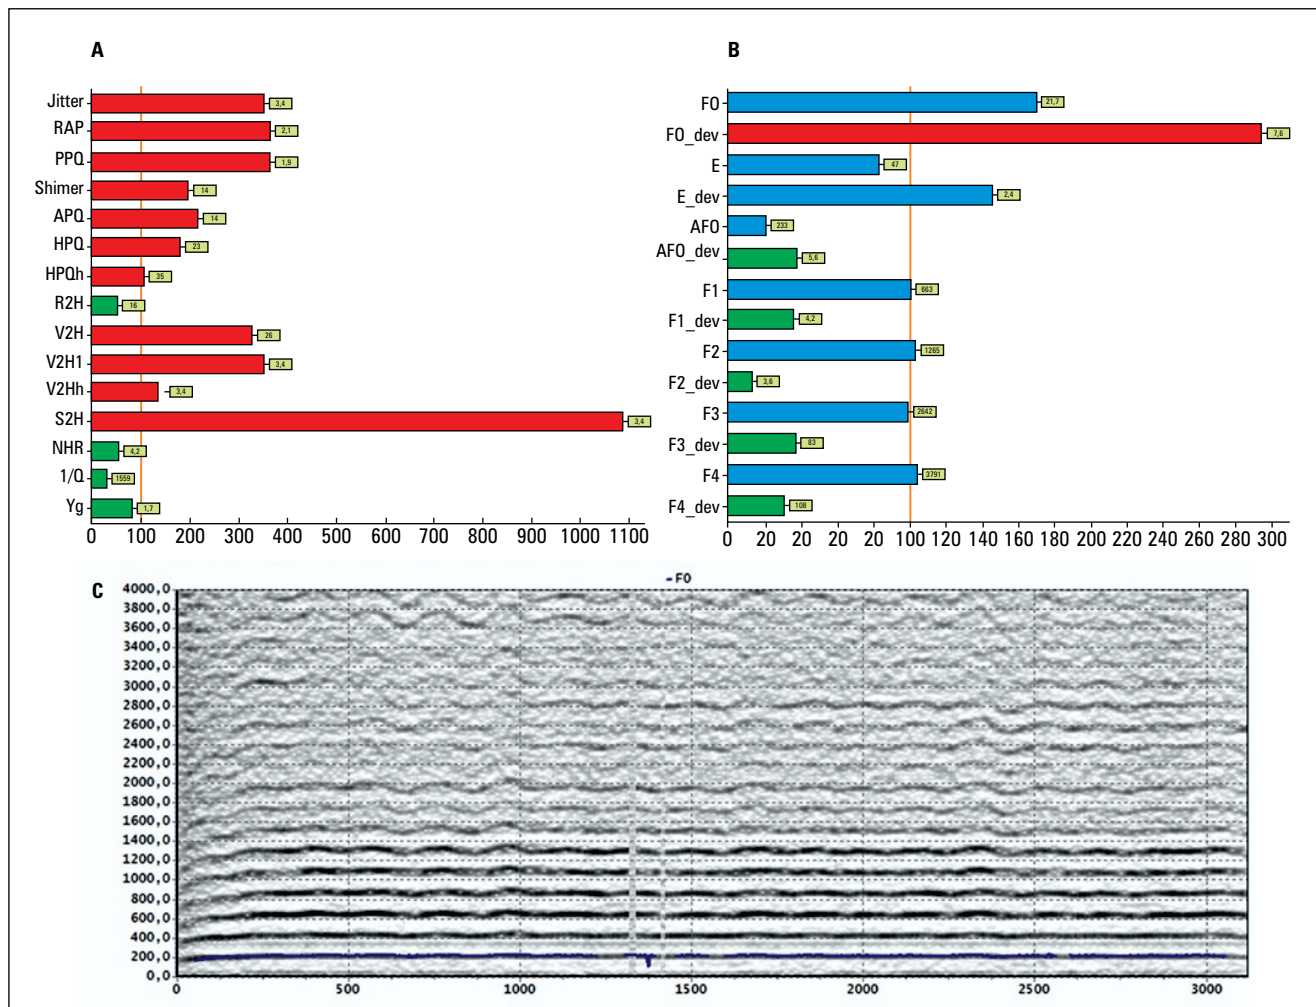 A
Jitter 3,4
RAP 2,1
PPQ 1,9
Shimer 14
APQ 14
HPQ 23
HPQh 35
R2H 16
V2H 26
V2H1 3,4
V2Hh 3,4
S2H 3,4
NHR 4,2
1/Q 1559
Yg 1,7
0 100 200 300 400 500 600 700 800 900 1000 1100
B
F0 21,7
F0_dev 7,6
E 47
E_dev 2,4
AF0 233
AF0_dev 5,6
F1 663
F1_dev 4,2
F2 1265
F2_dev 3,6
F3 2642
F3_dev 83
F4 3791
F4_dev 108
0 20 20 20 20 100 120 140 160 180 200 220 240 260 280 300
C
F0
4000,0
3800,0
3600,0
3400,0
3200,0
3000,0
2800,0
2600,0
2400,0
2200,0
2000,0
1800,0
1600,0
1400,0
1200,0
1000,0
800,0
600,0
400,0
200,0
0,0
0 500 1000 1500 2000 2500 3000